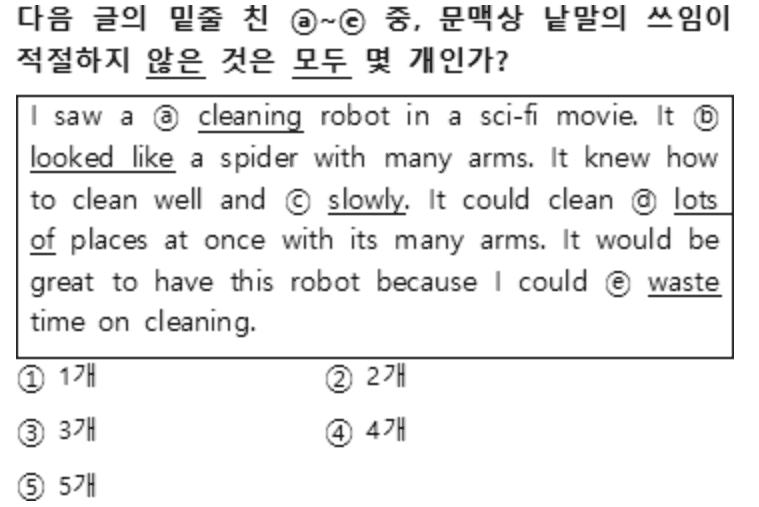 다음 글의 밑줄 친 ⓐ~ⓔ 중, 문맥상 낱말의 쓰임이
적절하지 않은 것은 모두 몇 개인가?
I saw a ⓐ cleaning robot in a sci-fi movie. It ⓑ
looked like a spider with many arms. It knew how
to clean well and ⓒ slowly. It could clean ⓓ lots
of places at once with its many arms. It would be
great to have this robot because I could ⓔ waste
time on cleaning.
① 1개 ② 2개
③ 3개 ④ 4개
⑤ 5개